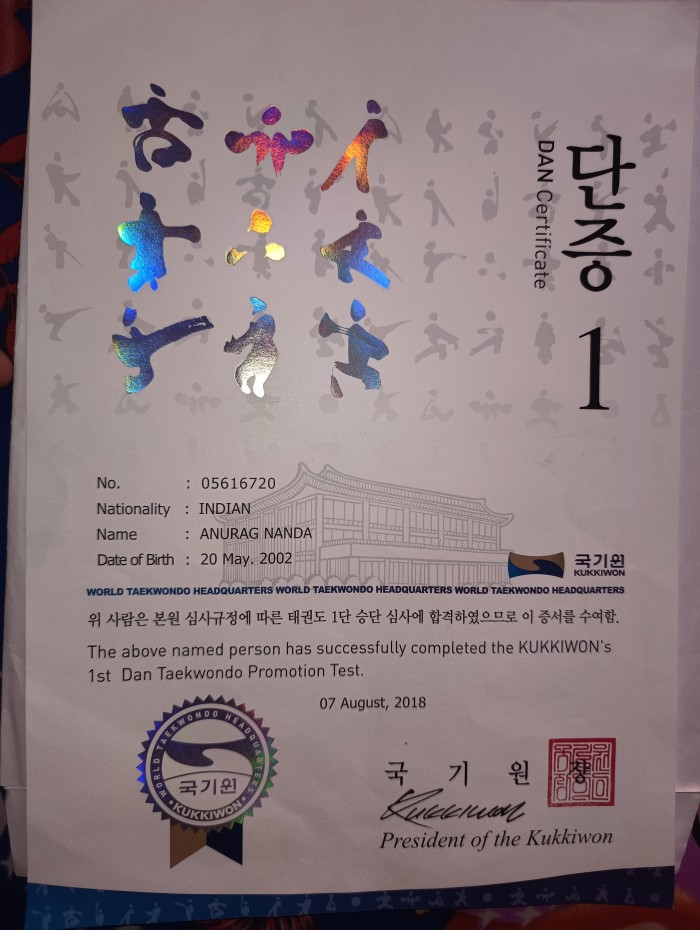 단증
DAN Certificate
1
No. : 05616720
Nationality : INDIAN
Name : ANURAG NANDA
Date of Birth : 20 May. 2002
국기원
KUKKIWON
WORLD TAEKWONDO HEADQUARTERS WORLD TAEKWONDO HEADQUARTERS WORLD TAEKWONDO HEADQUARTERS
위 사람은 본원 심사규정에 따른 태권도 1단 승단 심사에 합격하였으므로 이 증서를 수여함.
The above named person has successfully completed the KUKKIWON's
1st Dan Taekwondo Promotion Test.
07 August, 2018
WORLD TAEKWONDO HEADQUARTERS
국기원
KUKKIWON
국 기 원 장
Kukkiwon
President of the Kukkiwon